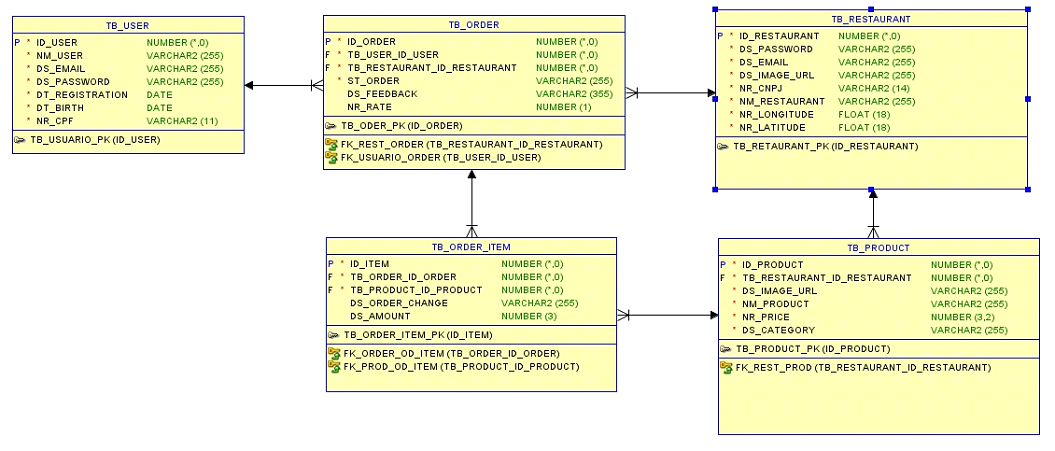 TB_USER
P * ID_USER NUMBER (*,0)
* NM_USER VARCHAR2 (255)
* DS_EMAIL VARCHAR2 (255)
* DS_PASSWORD VARCHAR2 (255)
* DT_REGISTRATION DATE
* DT_BIRTH DATE
* NR_CPF VARCHAR2 (11)
TB_USUARIO_PK (ID_USER)
TB_ORDER
P * ID_ORDER NUMBER (*,0)
F * TB_USER_ID_USER NUMBER (*,0)
F * TB_RESTAURANT_ID_RESTAURANT NUMBER (*,0)
* ST_ORDER VARCHAR2 (255)
DS_FEEDBACK VARCHAR2 (355)
NR_RATE NUMBER (1)
TB_ODER_PK (ID_ORDER)
FK_REST_ORDER (TB_RESTAURANT_ID_RESTAURANT)
FK_USUARIO_ORDER (TB_USER_ID_USER)
TB_RESTAURANT
P * ID_RESTAURANT NUMBER (*,0)
* DS_PASSWORD VARCHAR2 (255)
* DS_EMAIL VARCHAR2 (255)
* DS_IMAGE_URL VARCHAR2 (255)
* NR_CNPJ VARCHAR2 (14)
* NM_RESTAURANT VARCHAR2 (255)
* NR_LONGITUDE FLOAT (18)
* NR_LATITUDE FLOAT (18)
TB_RETAURANT_PK (ID_RESTAURANT)
TB_ORDER_ITEM
P * ID_ITEM NUMBER (*,0)
F * TB_ORDER_ID_ORDER NUMBER (*,0)
F * TB_PRODUCT_ID_PRODUCT NUMBER (*,0)
DS_ORDER_CHANGE VARCHAR2 (255)
DS_AMOUNT NUMBER (3)
TB_ORDER_ITEM_PK (ID_ITEM)
FK_ORDER_OD_ITEM (TB_ORDER_ID_ORDER)
FK_PROD_OD_ITEM (TB_PRODUCT_ID_PRODUCT)
TB_PRODUCT
P * ID_PRODUCT NUMBER (*,0)
F * TB_RESTAURANT_ID_RESTAURANT NUMBER (*,0)
* DS_IMAGE_URL VARCHAR2 (255)
* NM_PRODUCT VARCHAR2 (255)
* NR_PRICE NUMBER (3,2)
* DS_CATEGORY VARCHAR2 (255)
TB_PRODUCT_PK (ID_PRODUCT)
FK_REST_PROD (TB_RESTAURANT_ID_RESTAURANT)